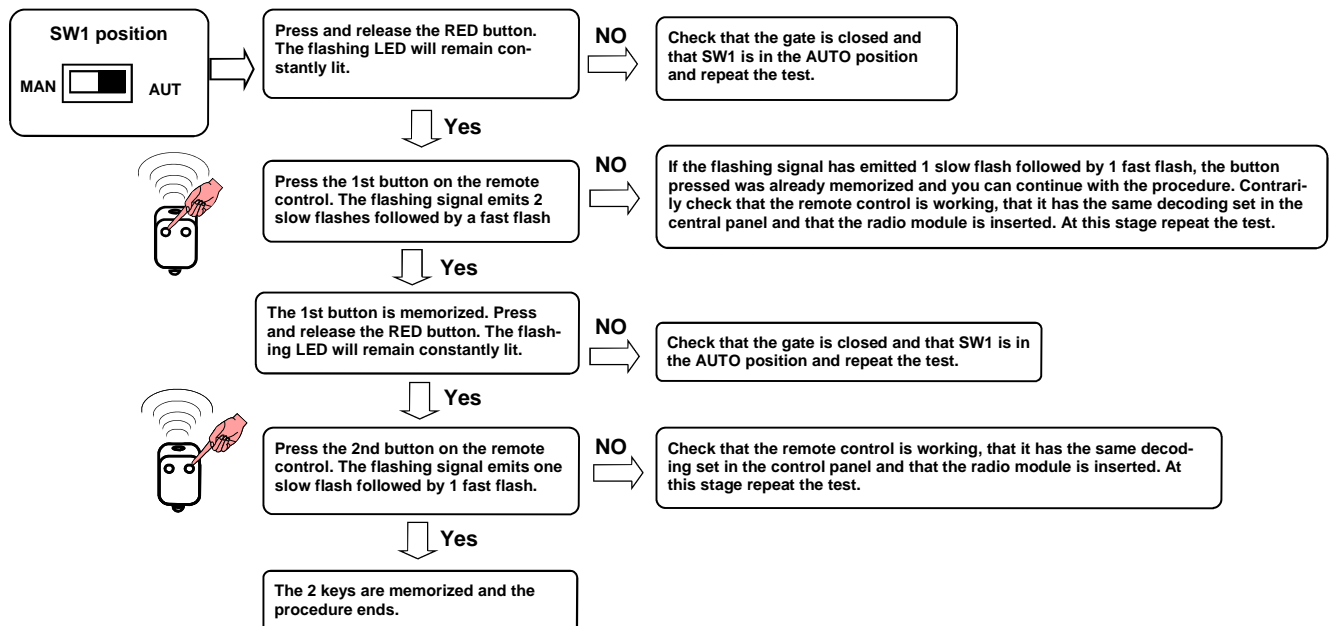 SW1 position
MAN
AUT
Press and release the RED button.
The flashing LED will remain con-
stantly lit.
NO
Check that the gate is closed and
that SW1 is in the AUTO position
and repeat the test.
Yes
Press the 1st button on the remote
control. The flashing signal emits 2
slow flashes followed by a fast flash
NO
If the flashing signal has emitted 1 slow flash followed by 1 fast flash, the button
pressed was already memorized and you can continue with the procedure. Contrari-
ly check that the remote control is working, that it has the same decoding set in the
central panel and that the radio module is inserted. At this stage repeat the test.
Yes
The 1st button is memorized. Press
and release the RED button. The flash-
ing LED will remain constantly lit.
NO
Check that the gate is closed and that SW1 is in
the AUTO position and repeat the test.
Yes
Press the 2nd button on the remote
control. The flashing signal emits one
slow flash followed by 1 fast flash.
NO
Check that the remote control is working, that it has the same decod-
ing set in the control panel and that the radio module is inserted. At
this stage repeat the test.
Yes
The 2 keys are memorized and the
procedure ends.